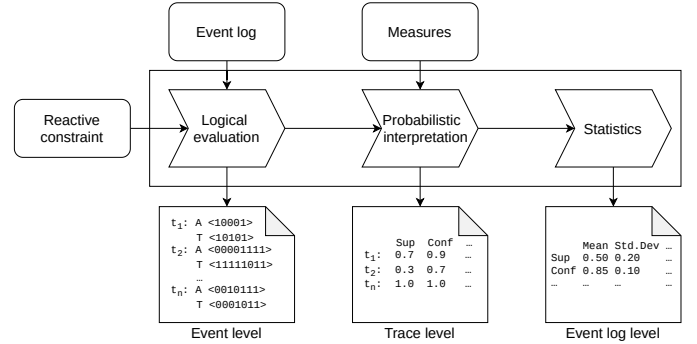 Event log
Measures
Reactive
constraint
Logical
evaluation
Probabilistic
interpretation
Statistics
t1: A <10001>
T <10101>
t2: A <00001111>
T <11111011>
…
tn: A <0010111>
T <0001011>
Event level
Sup Conf …
t1: 0.7 0.9 …
t2: 0.3 0.7 …
tn: 1.0 1.0 …
Trace level
Mean Std.Dev …
Sup 0.50 0.20 …
Conf 0.85 0.10 …
… … … …
Event log level